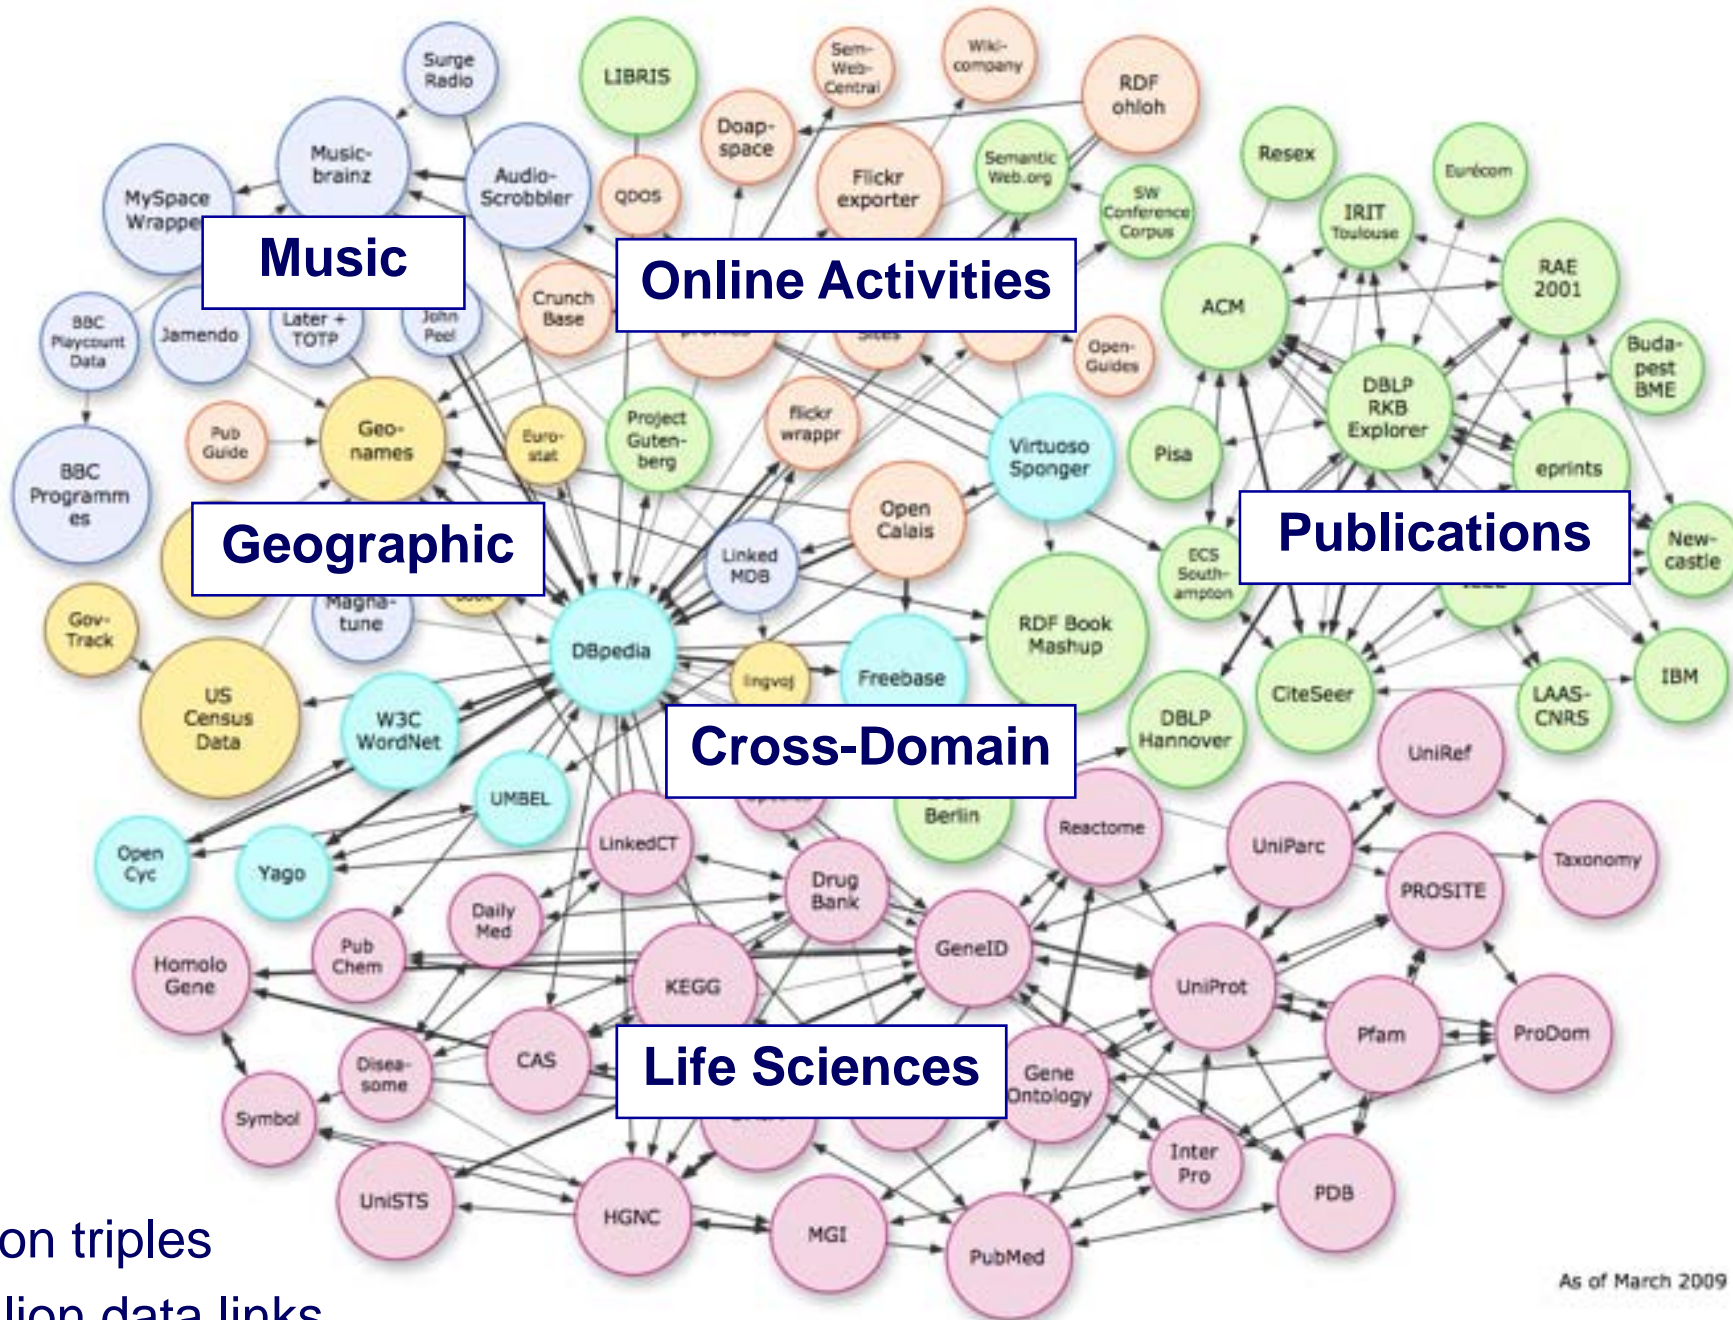 Surge
Radio
LIBRIS
Sem-
Web-
Central
Wiki-
company
RDF
ohloh
Music-
brainz
Audio-
Scrobbler
Doap-
space
Flickr
exporter
Semantic
Web.org
Resex
Eurécom
MySpace
Wrapper
QDOS
SW
Conference
Corpus
IRIT
Toulouse
RAE
2001
Music
Online Activities
ACM
BBC
Playcount
Data
Jamendo
Later +
TOTP
John
Peel
Crunch
Base
profiles
Sites
Open-
Guides
Buda-
pest
BME
Pub
Guide
Geo-
names
Euro-
stat
Project
Guten-
berg
flickr
wrappr
Virtuoso
Sponger
Pisa
DBLP
RKB
Explorer
eprints
BBC
Programm
es
Geographic
Open
Calais
Publications
Linked
MDB
ECS
South-
ampton
New-
castle
Gov-
Track
Magna-
tune
DBpedia
RDF Book
Mashup
US
Census
Data
W3C
WordNet
lingvoj
Freebase
DBLP
Hannover
CiteSeer
LAAS-
CNRS
IBM
Cross-Domain
UniRef
UMBEL
Berlin
Open
Cyc
Yago
LinkedCT
Reactome
UniParc
Taxonomy
Daily
Med
Drug
Bank
PROSITE
Homolo
Gene
Pub
Chem
KEGG
GeneID
UniProt
Pfam
ProDom
Life Sciences
Disea-
some
CAS
Gene
Ontology
Symbol
Inter
Pro
UniSTS
HGNC
MGI
PubMed
PDB
on triples
lion data links
As of March 2009